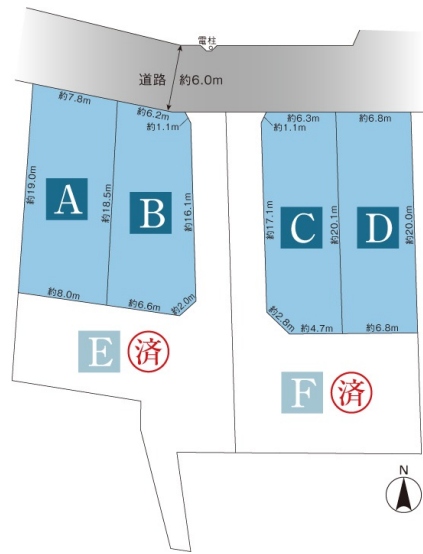 電柱
道路 約6.0m
約7.8m
約6.2m
約1.1m
約6.3m
約1.1m
約6.8m
約19.0m
A
約18.5m
B
約16.1m
約17.1m
C
約20.1m
D
約20.0m
約8.0m
約6.6m
約2.0m
約2.8m
約4.7m
約6.8m
E 済
F 済
N